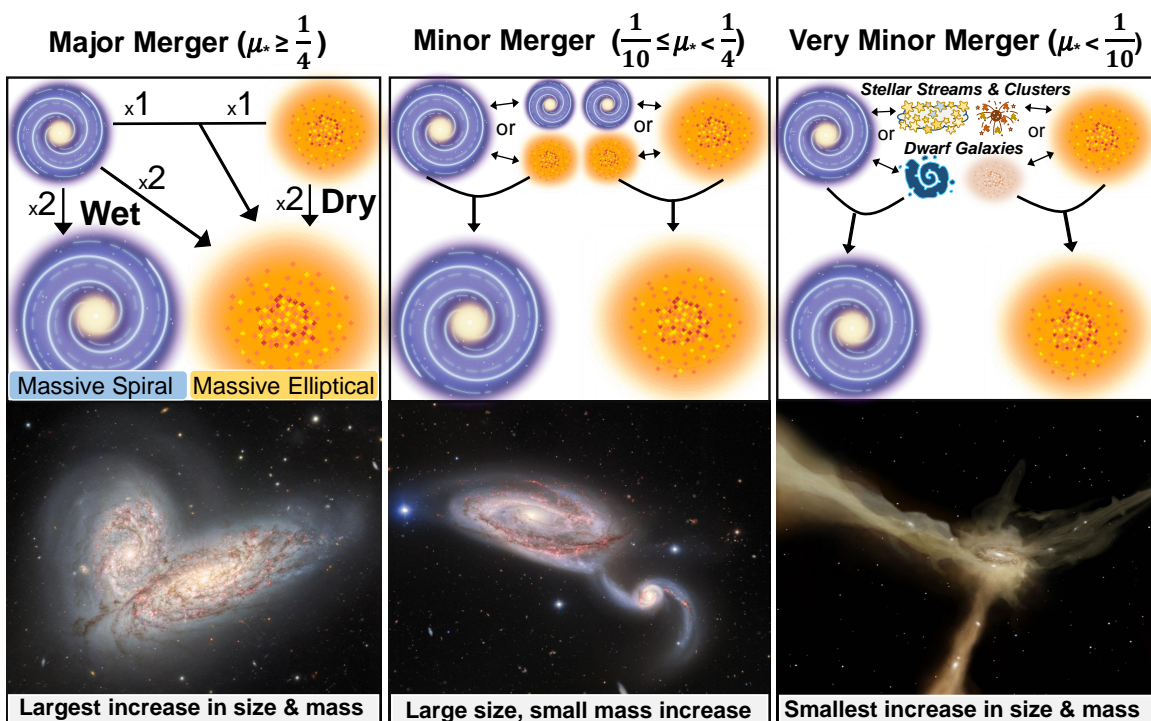 Major Merger (μ* ≥ 1/4)
Minor Merger (1/10 ≤ μ* < 1/4)
Very Minor Merger (μ* < 1/10)
x1
x1
x2
x2
x2
Wet
Dry
Massive Spiral
Massive Elliptical
or
or
Stellar Streams & Clusters
or
or
Dwarf Galaxies
Largest increase in size & mass
Large size, small mass increase
Smallest increase in size & mass